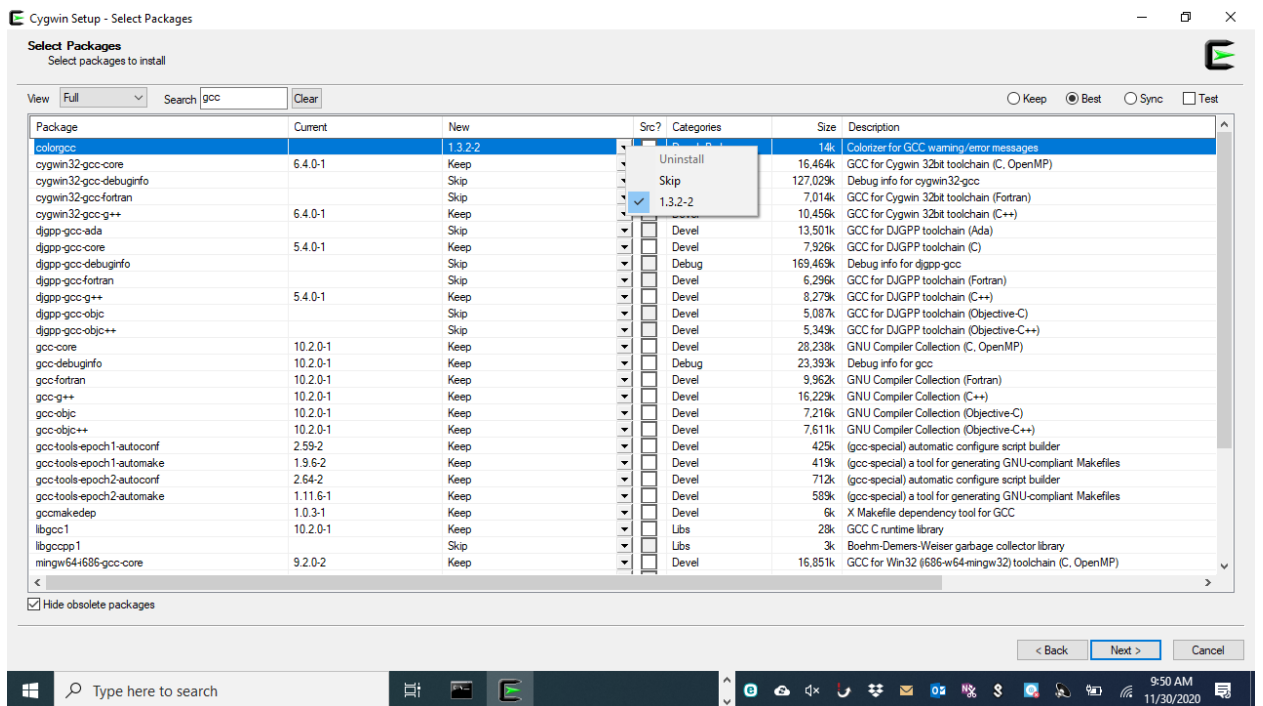 Cygwin Setup - Select Packages
Select Packages
Select packages to install
View Full Search gcc Clear Keep Best Sync Test
Package Current New Src? Categories Size Description
colorgcc 1.3.2-2 14k Colorizer for GCC warning/error messages
Uninstall
cygwin32-gcc-core 6.4.0-1 Keep 16,464k GCC for Cygwin 32bit toolchain (C, OpenMP)
cygwin32-gcc-debuginfo Skip Skip 127,029k Debug info for cygwin32-gcc
cygwin32-gcc-fortran Skip 1.3.2-2 7,014k GCC for Cygwin 32bit toolchain (Fortran)
cygwin32-gcc-g++ 6.4.0-1 Keep 10,456k GCC for Cygwin 32bit toolchain (C++)
djgpp-gcc-ada Skip Devel 13,501k GCC for DJGPP toolchain (Ada)
djgpp-gcc-core 5.4.0-1 Keep Devel 7,926k GCC for DJGPP toolchain (C)
djgpp-gcc-debuginfo Skip Debug 169,469k Debug info for djgpp-gcc
djgpp-gcc-fortran Skip Devel 6,296k GCC for DJGPP toolchain (Fortran)
djgpp-gcc-g++ 5.4.0-1 Keep Devel 8,279k GCC for DJGPP toolchain (C++)
djgpp-gcc-objc Skip Devel 5,087k GCC for DJGPP toolchain (Objective-C)
djgpp-gcc-objc++ Skip Devel 5,349k GCC for DJGPP toolchain (Objective-C++)
gcc-core 10.2.0-1 Keep Devel 28,238k GNU Compiler Collection (C, OpenMP)
gcc-debuginfo 10.2.0-1 Keep Debug 23,393k Debug info for gcc
gcc-fortran 10.2.0-1 Keep Devel 9,962k GNU Compiler Collection (Fortran)
gcc-g++ 10.2.0-1 Keep Devel 16,229k GNU Compiler Collection (C++)
gcc-objc 10.2.0-1 Keep Devel 7,216k GNU Compiler Collection (Objective-C)
gcc-objc++ 10.2.0-1 Keep Devel 7,611k GNU Compiler Collection (Objective-C++)
gcc-tools-epoch1-autoconf 2.59-2 Keep Devel 425k (gcc-special) automatic configure script builder
gcc-tools-epoch1-automake 1.9.6-2 Keep Devel 419k (gcc-special) a tool for generating GNU-compliant Makefiles
gcc-tools-epoch2-autoconf 2.64-2 Keep Devel 712k (gcc-special) automatic configure script builder
gcc-tools-epoch2-automake 1.11.6-1 Keep Devel 589k (gcc-special) a tool for generating GNU-compliant Makefiles
gccmakedep 1.0.3-1 Keep Devel 6k X Makefile dependency tool for GCC
libgcc1 10.2.0-1 Keep Libs 28k GCC C runtime library
libgccpp1 Skip Libs 3k Boehm-Demers-Weiser garbage collector library
mingw64-i686-gcc-core 9.2.0-2 Keep Devel 16,851k GCC for Win32 (i686-w64-mingw32) toolchain (C, OpenMP)
Hide obsolete packages
< Back Next > Cancel
Type here to search
9:50 AM
11/30/2020